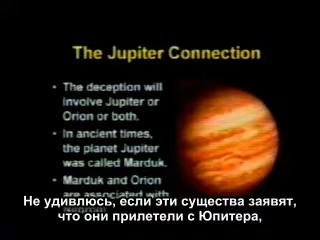 The Jupiter Connection
• The deception will
involve Jupiter or
Orion or both.
• In ancient times,
the planet Jupiter
was called Marduk.
• Marduk and Orion
are associated with
Не удивлюсь, если эти существа заявят,
что они прилетели с Юпитера,